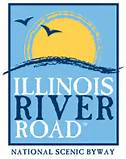 ILLINOIS
RIVER
ROAD
NATIONAL SCENIC BYWAY